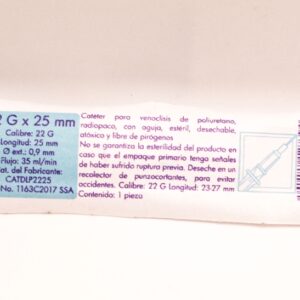 2 G x 25 mm
Calibre: 22 G
Longitud: 25 mm
Ø ext.: 0,9 mm
Flujo: 35 ml/min
at. del Fabricante:
CATDLP2225
No. 1163C2017 SSA
Cateter para venoclisis de poliuretano,
radiopaco, con aguja, estéril, desechable,
atóxico y libre de pirógenos
No se garantiza la esterilidad del producto en
caso que el empaque primario tenga señales
de haber sufrido ruptura previa. Deseche en un
recolector de punzocortantes, para evitar
accidentes. Calibre: 22 G Longitud: 23-27 mm
Contenido: 1 pieza